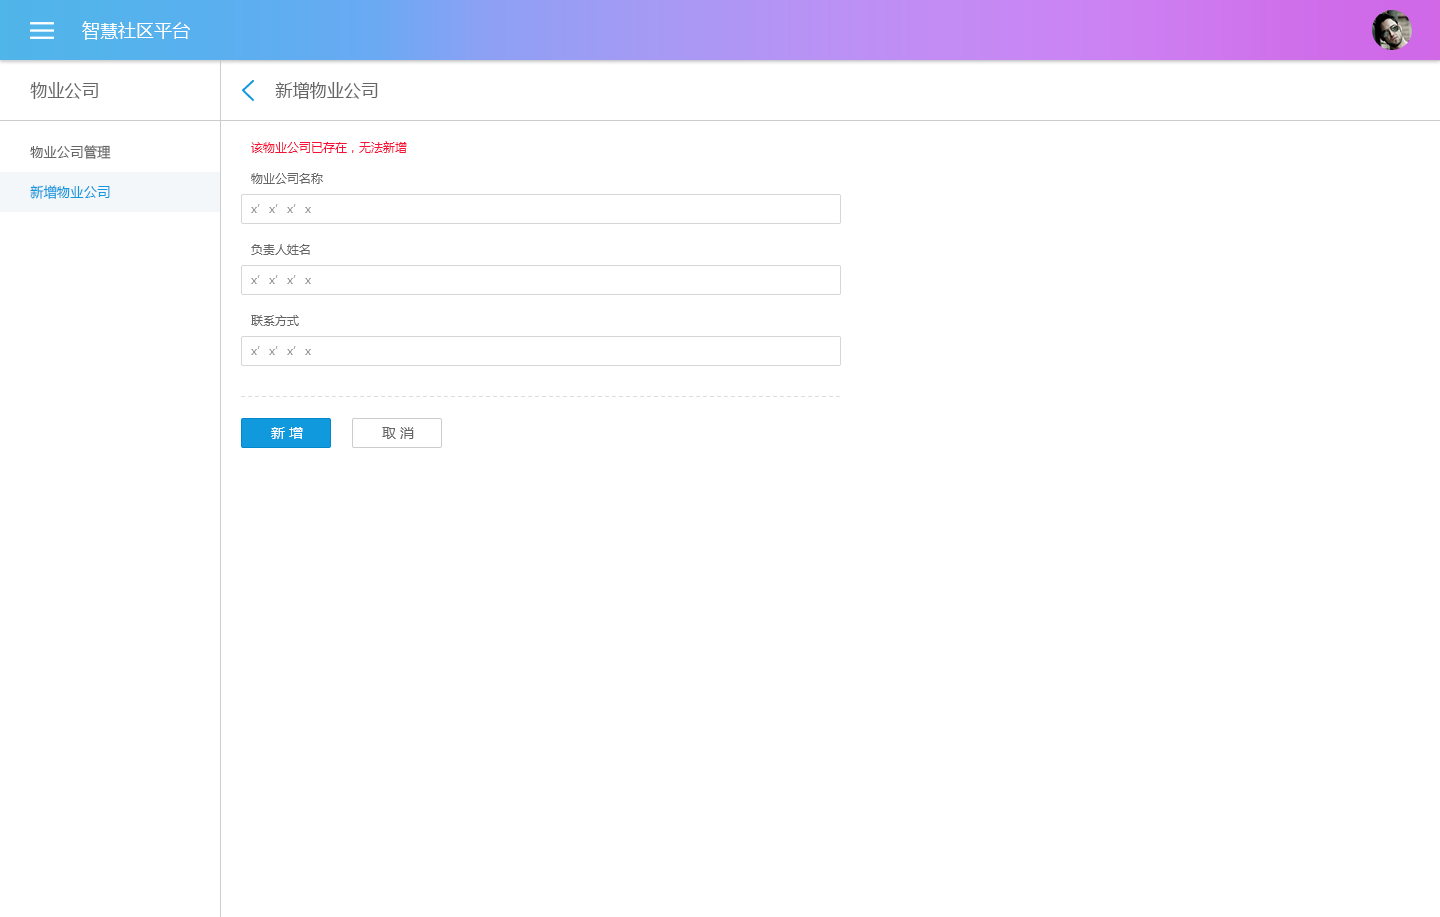 智慧社区平台
物业公司
新增物业公司
物业公司管理
新增物业公司
该物业公司已存在，无法新增
物业公司名称
x′ x′ x′ x
负责人姓名
x′ x′ x′ x
联系方式
x′ x′ x′ x
新 增
取 消